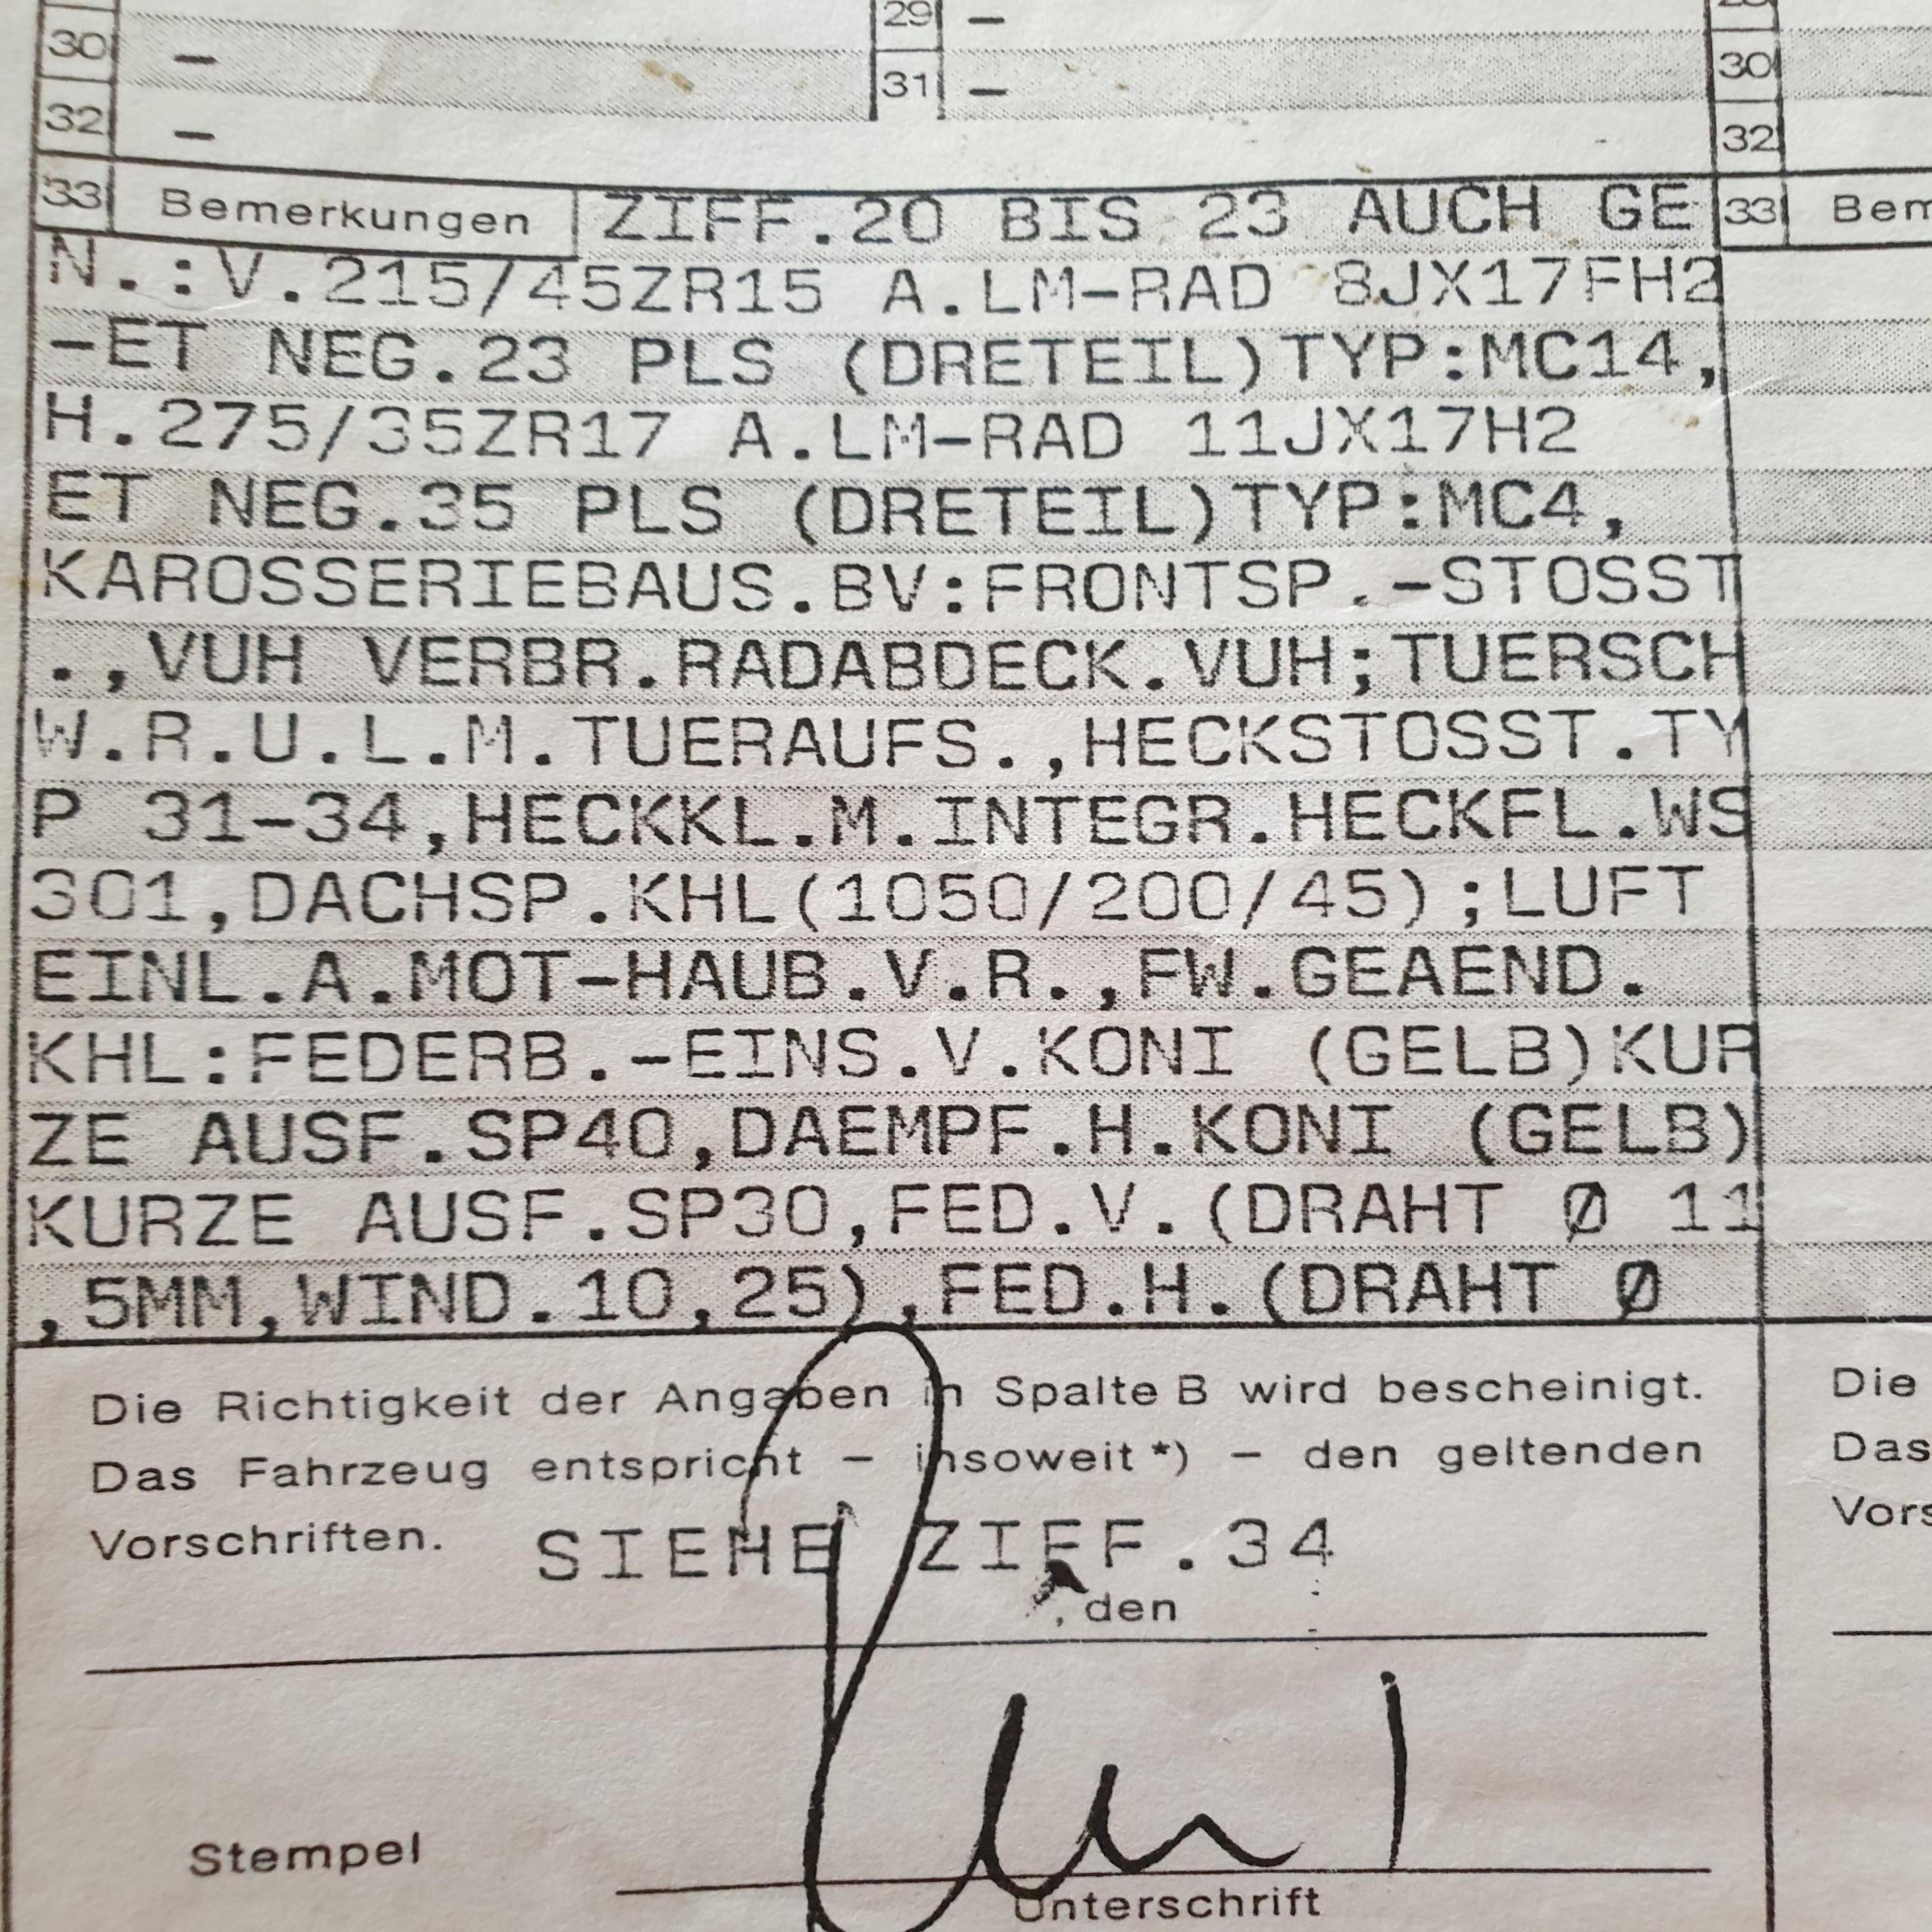 30 –
29 –
30
31 –
32 –
32
33 Bemerkungen ZIFF.20 BIS 23 AUCH GE
33 Bem
N.:V.215/45ZR15 A.LM-RAD 8JX17FH2
-ET NEG.23 PLS (DRETEIL)TYP:MC14,
H.275/35ZR17 A.LM-RAD 11JX17H2
ET NEG.35 PLS (DRETEIL)TYP:MC4,
KAROSSERIEBAUS.BV:FRONTSP.-STOSST
.,VUH VERBR.RADABDECK.VUH;TUERSCH
W.R.U.L.M.TUERAUFS.,HECKSTOSST.TY
P 31-34,HECKKL.M.INTEGR.HECKFL.WS
301,DACHSP.KHL(1050/200/45);LUFT
EINL.A.MOT-HAUB.V.R.,FW.GEAEND.
KHL:FEDERB.-EINS.V.KONI (GELB)KUR
ZE AUSF.SP40,DAEMPF.H.KONI (GELB)
KURZE AUSF.SP30,FED.V.(DRAHT Ø 11
,5MM,WIND.10,25),FED.H.(DRAHT Ø
Die Richtigkeit der Angaben in Spalte B wird bescheinigt.
Das Fahrzeug entspricht – insoweit *) – den geltenden
Vorschriften. SIEHE ZIFF.34
, den
Stempel
Unterschrift
Die
Das
Vors